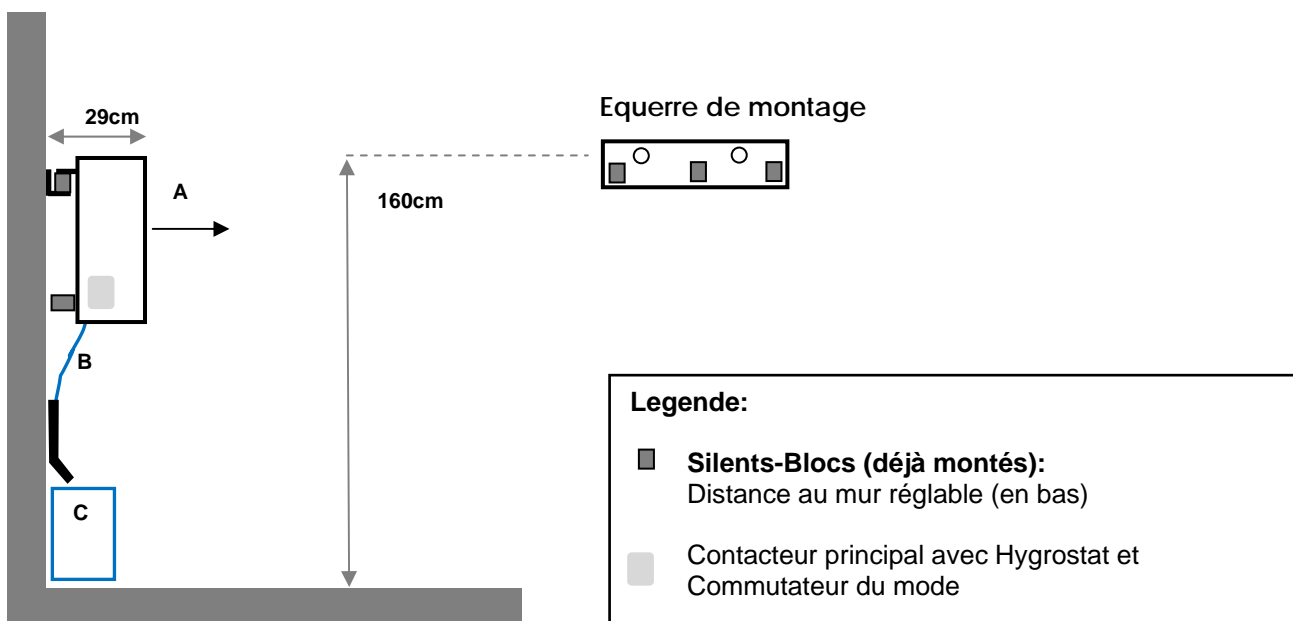 29cm
Equerre de montage
A
160cm
B
C
Legende:
Silents-Blocs (déjà montés):
Distance au mur réglable (en bas)
Contacteur principal avec Hygrostat et
Commutateur du mode